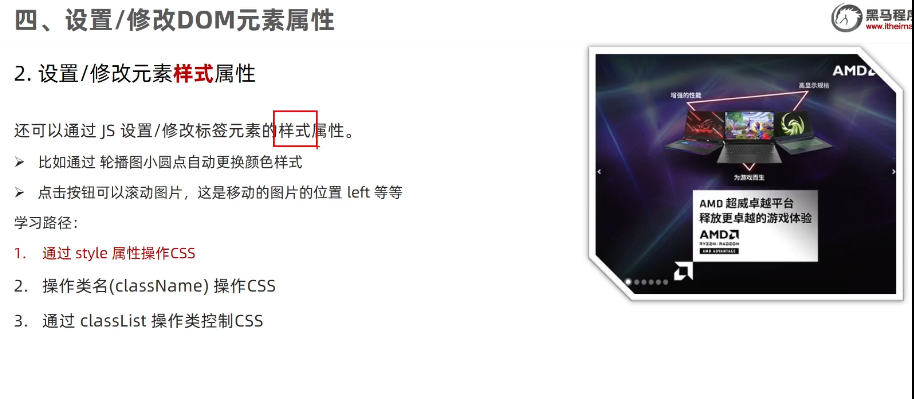 四、设置/修改DOM元素属性
黑马程序
www.itheima
2. 设置/修改元素样式属性
还可以通过 JS 设置/修改标签元素的样式属性。
➢ 比如通过 轮播图小圆点自动更换颜色样式
➢ 点击按钮可以滚动图片，这是移动的图片的位置 left 等等
学习路径：
1. 通过 style 属性操作CSS
2. 操作类名(className) 操作CSS
3. 通过 classList 操作类控制CSS
AMD
高显示规格
增强的性能
为游戏而生
AMD 超威卓越平台
释放更卓越的游戏体验
AMD
RYZEN | RADEON
AMD ADVANTAGE